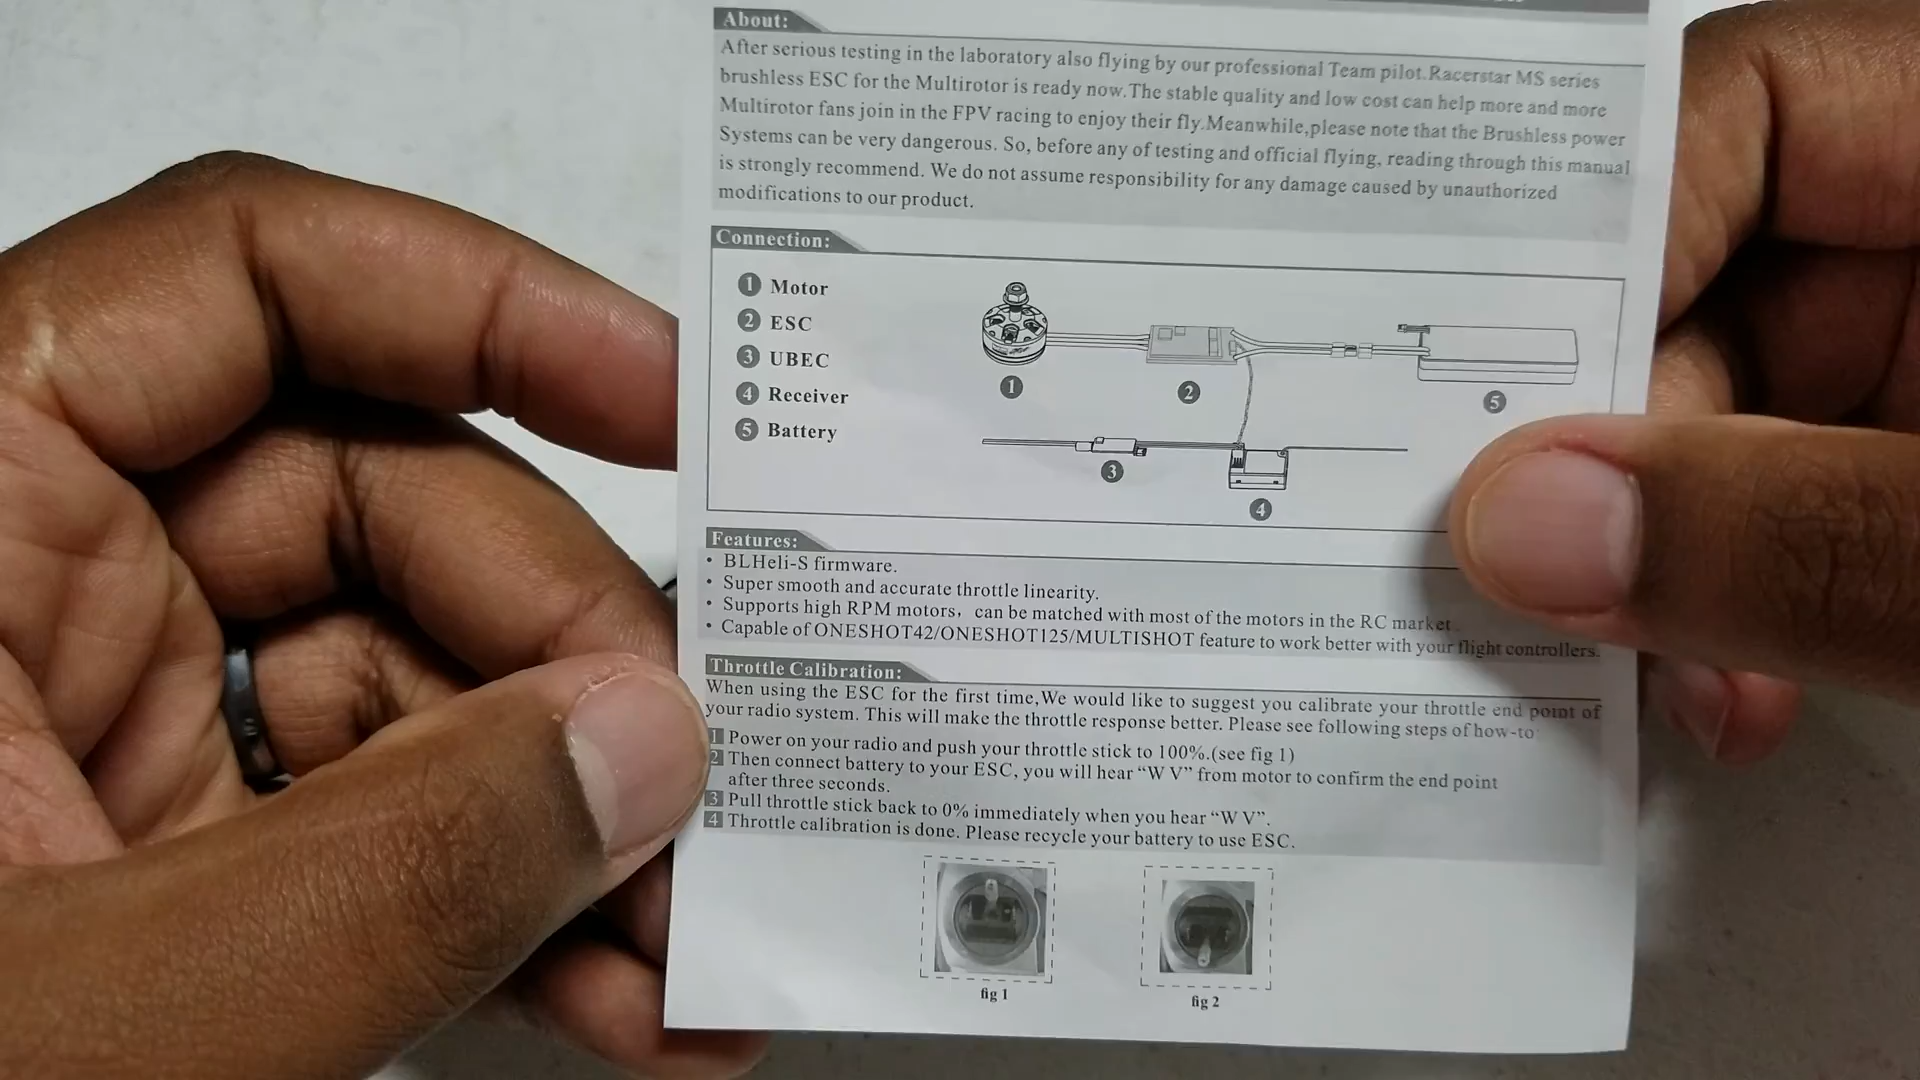 About:
After serious testing in the laboratory also flying by our professional Team pilot.Racerstar MS series
brushless ESC for the Multirotor is ready now.The stable quality and low cost can help more and more
Multirotor fans join in the FPV racing to enjoy their fly.Meanwhile,please note that the Brushless power
Systems can be very dangerous. So, before any of testing and official flying, reading through this manual
is strongly recommend. We do not assume responsibility for any damage caused by unauthorized
modifications to our product.
Connection:
1 Motor
2 ESC
3 UBEC
4 Receiver
5 Battery
1
2
5
3
4
Features:
• BLHeli-S firmware.
• Super smooth and accurate throttle linearity.
• Supports high RPM motors, can be matched with most of the motors in the RC market
• Capable of ONESHOT42/ONESHOT125/MULTISHOT feature to work better with your flight controllers.
Throttle Calibration:
When using the ESC for the first time,We would like to suggest you calibrate your throttle end point of
your radio system. This will make the throttle response better. Please see following steps of how-to
1 Power on your radio and push your throttle stick to 100%.(see fig 1)
2 Then connect battery to your ESC, you will hear “W V” from motor to confirm the end point
after three seconds.
3 Pull throttle stick back to 0% immediately when you hear “W V”.
4 Throttle calibration is done. Please recycle your battery to use ESC.
fig 1
fig 2